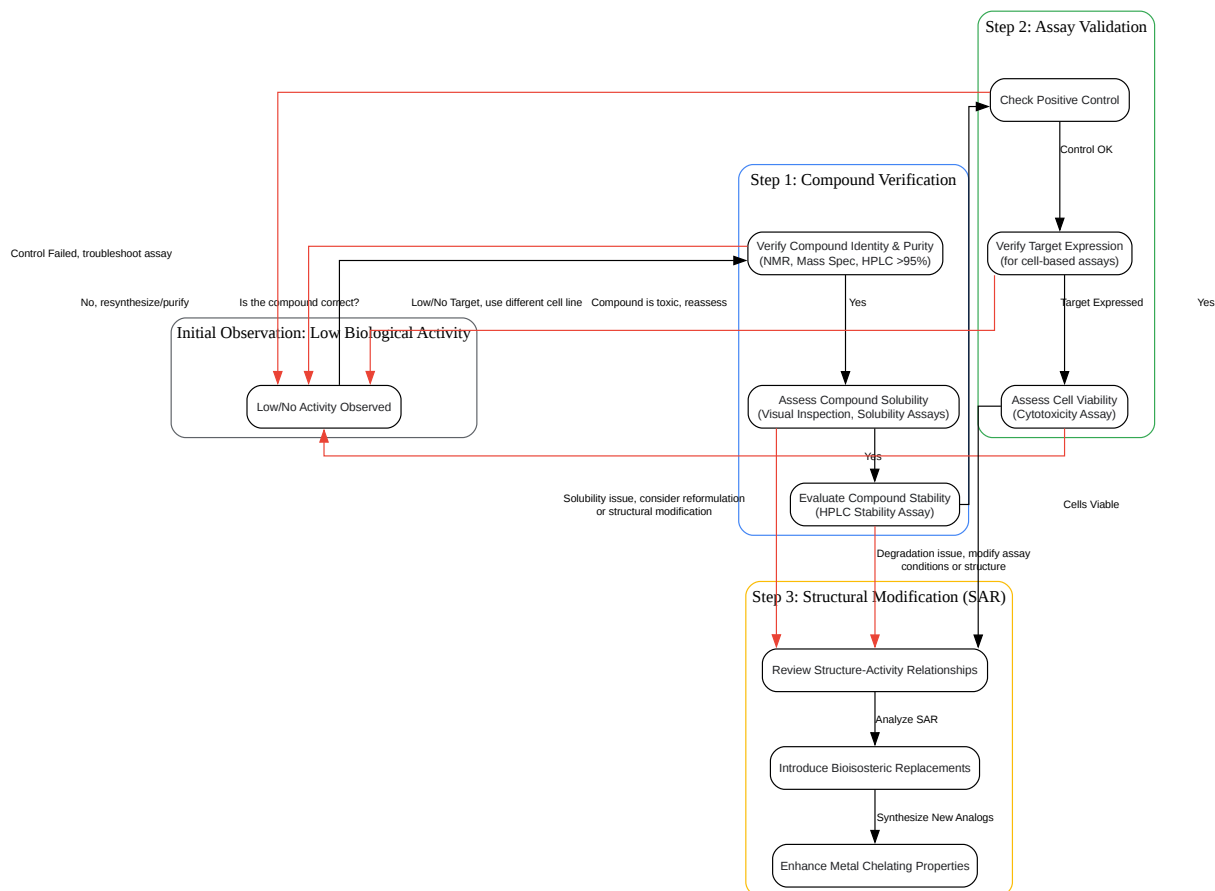 Step 2: Assay Validation
Check Positive Control
Control OK
Step 1: Compound Verification
Verify Compound Identity & Purity
(NMR, Mass Spec, HPLC >95%)
Verify Target Expression
(for cell-based assays)
Control Failed, troubleshoot assay
No, resynthesize/purify
Is the compound correct?
Low/No Target, use different cell line
Compound is toxic, reassess
Yes
Target Expressed
Yes
Initial Observation: Low Biological Activity
Low/No Activity Observed
Assess Compound Solubility
(Visual Inspection, Solubility Assays)
Assess Cell Viability
(Cytotoxicity Assay)
Yes
Solubility issue, consider reformulation
or structural modification
Evaluate Compound Stability
(HPLC Stability Assay)
Cells Viable
Degradation issue, modify assay
conditions or structure
Step 3: Structural Modification (SAR)
Review Structure-Activity Relationships
Analyze SAR
Introduce Bioisosteric Replacements
Synthesize New Analogs
Enhance Metal Chelating Properties